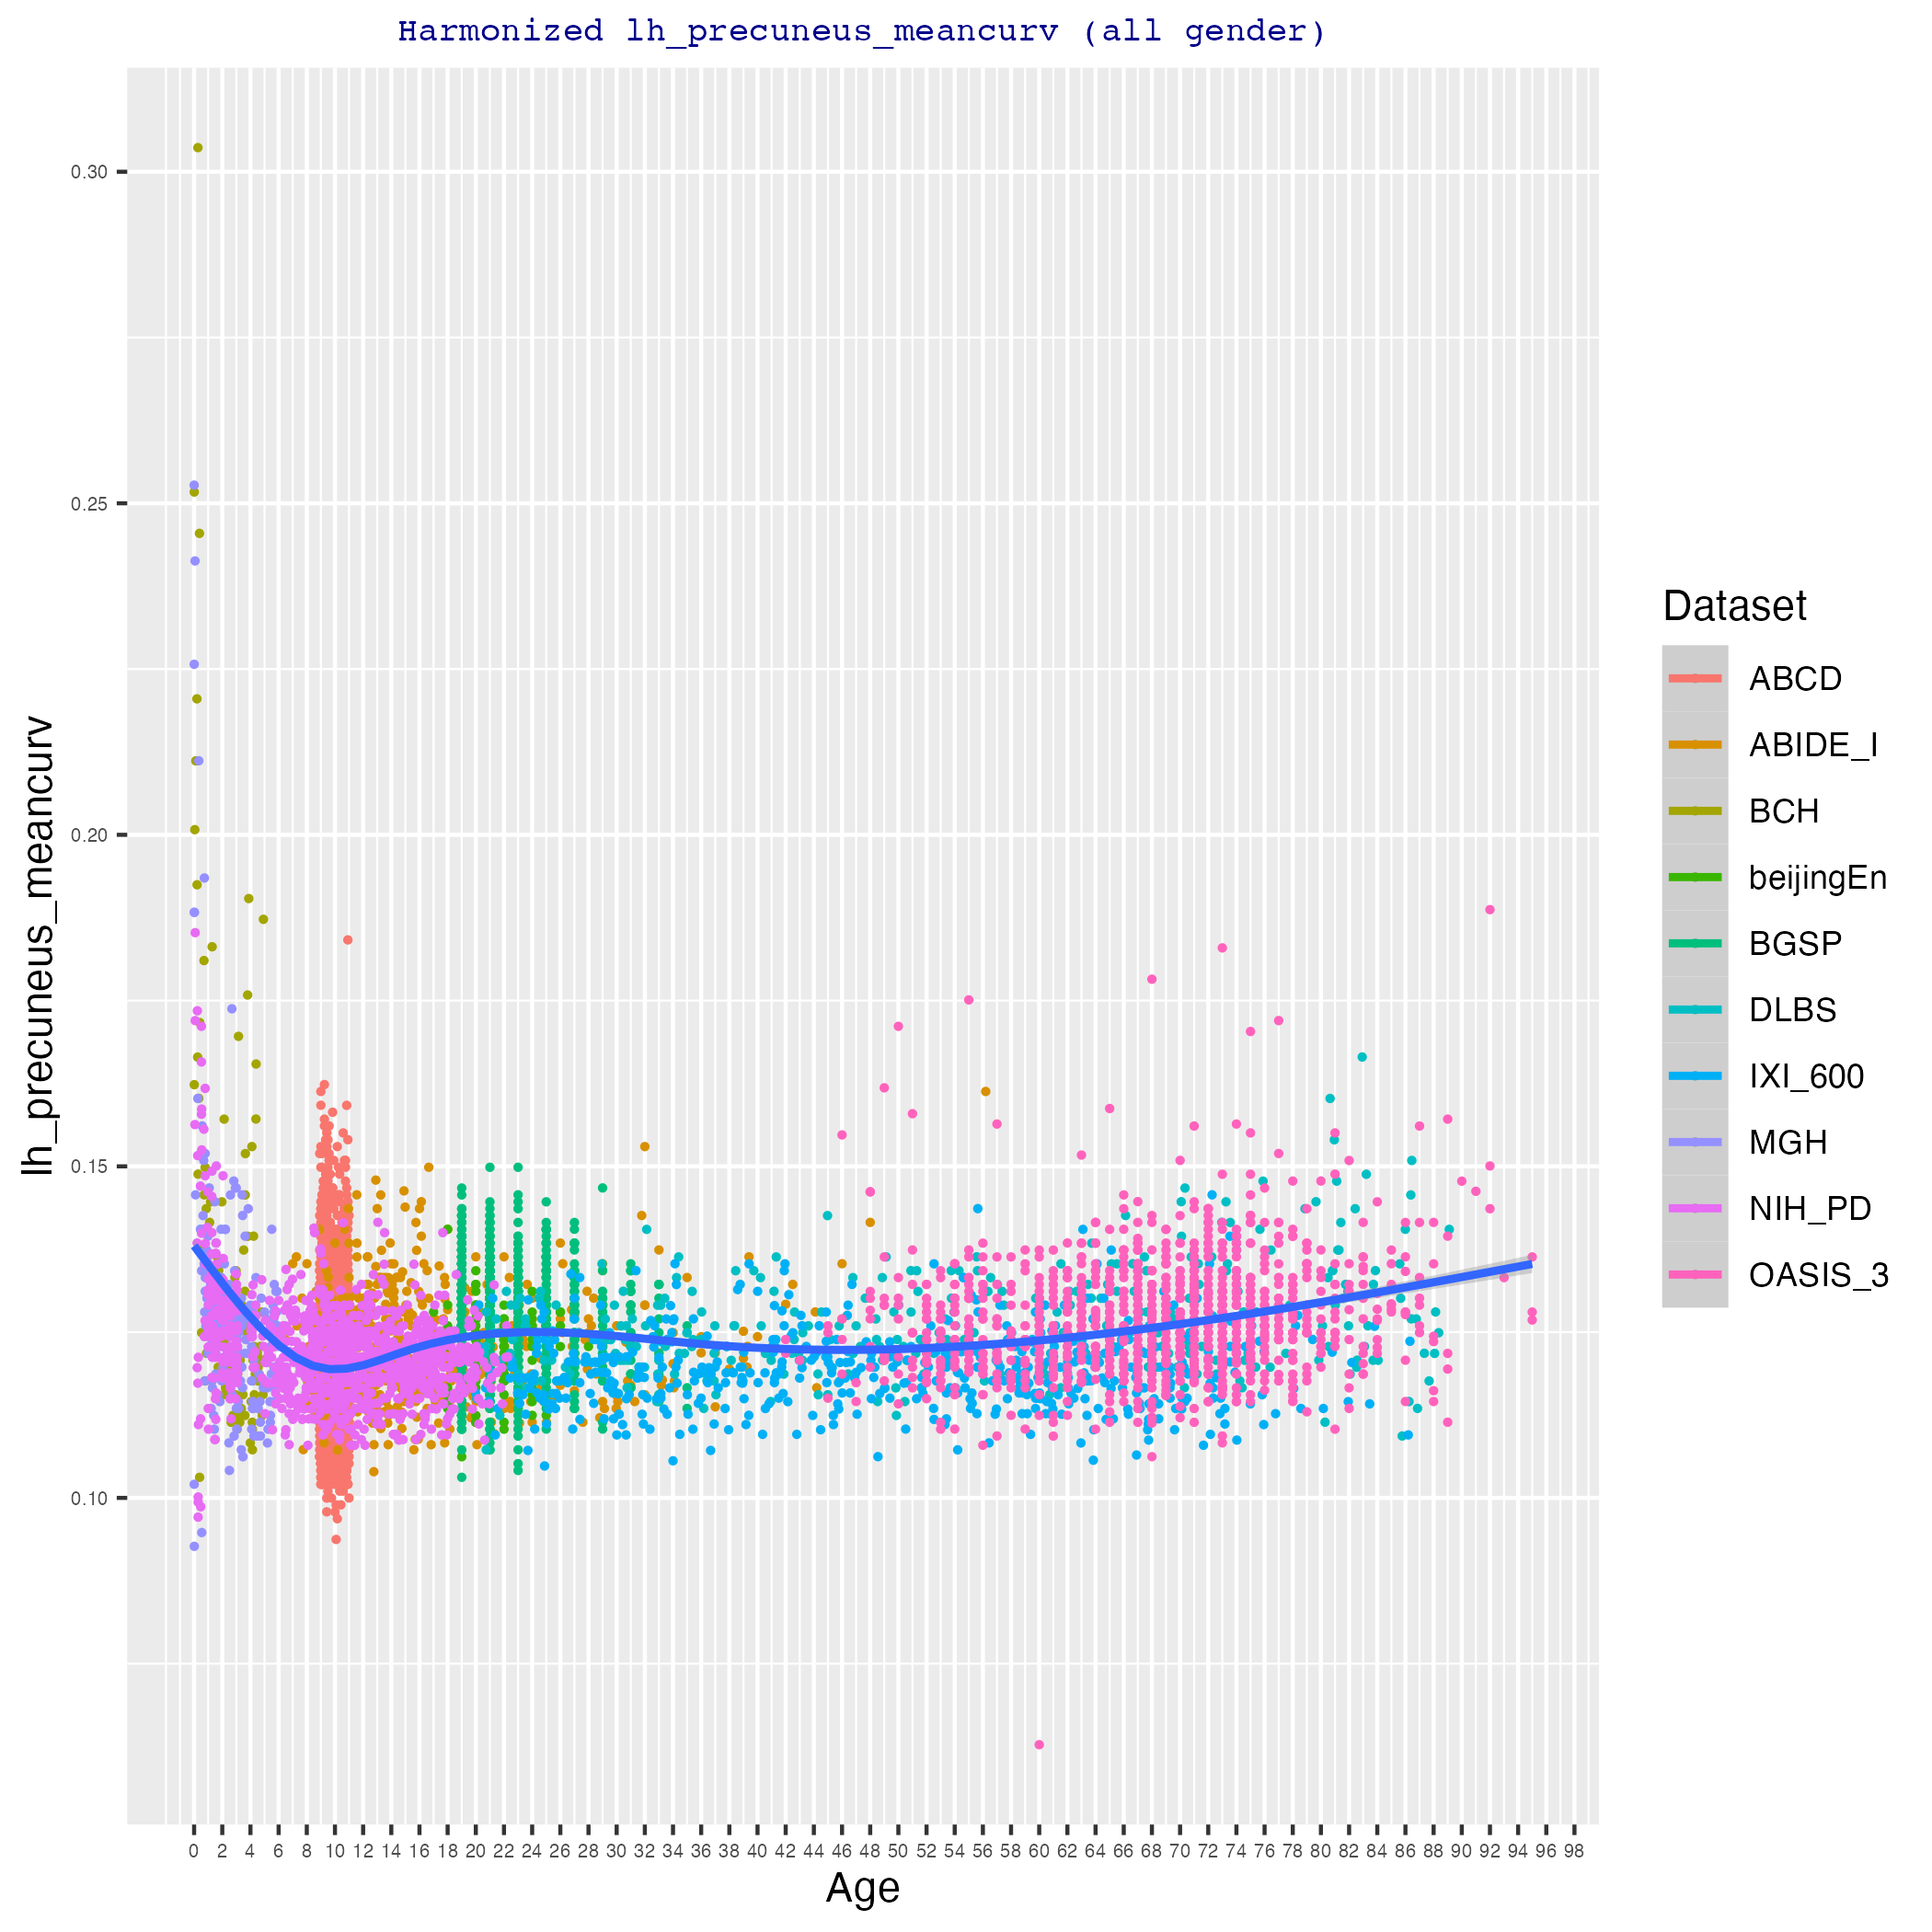 Harmonized lh_precuneus_meancurv (all gender)
lh_precuneus_meancurv
0.30
0.25
0.20
0.15
0.10
0 2 4 6 8 10 12 14 16 18 20 22 24 26 28 30 32 34 36 38 40 42 44 46 48 50 52 54 56 58 60 62 64 66 68 70 72 74 76 78 80 82 84 86 88 90 92 94 96 98
Age
Dataset
ABCD
ABIDE_I
BCH
beijingEn
BGSP
DLBS
IXI_600
MGH
NIH_PD
OASIS_3